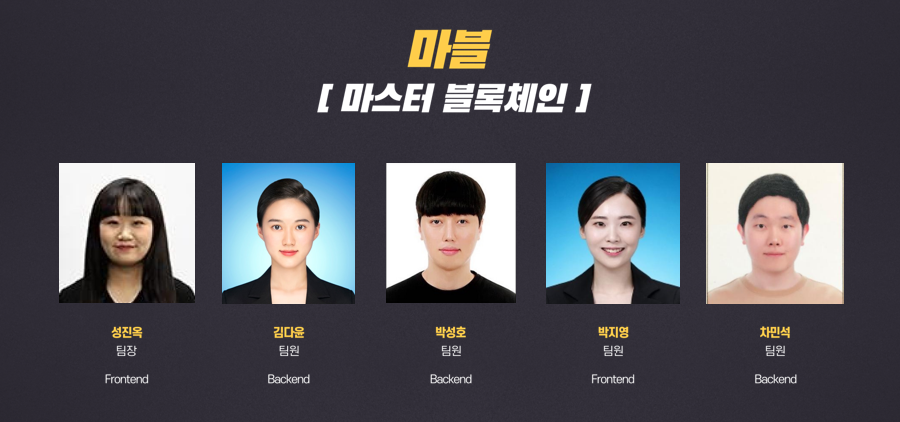 마블
[ 마스터 블록체인 ]
성진옥 김다윤 박성호 박지영 차민석
팀장 팀원 팀원 팀원 팀원
Frontend Backend Backend Frontend Backend